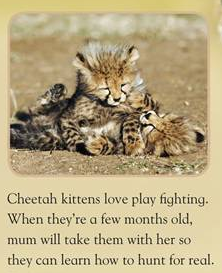 Cheetah kittens love play fighting.
When they're a few months old,
mum will take them with her so
they can learn how to hunt for real.